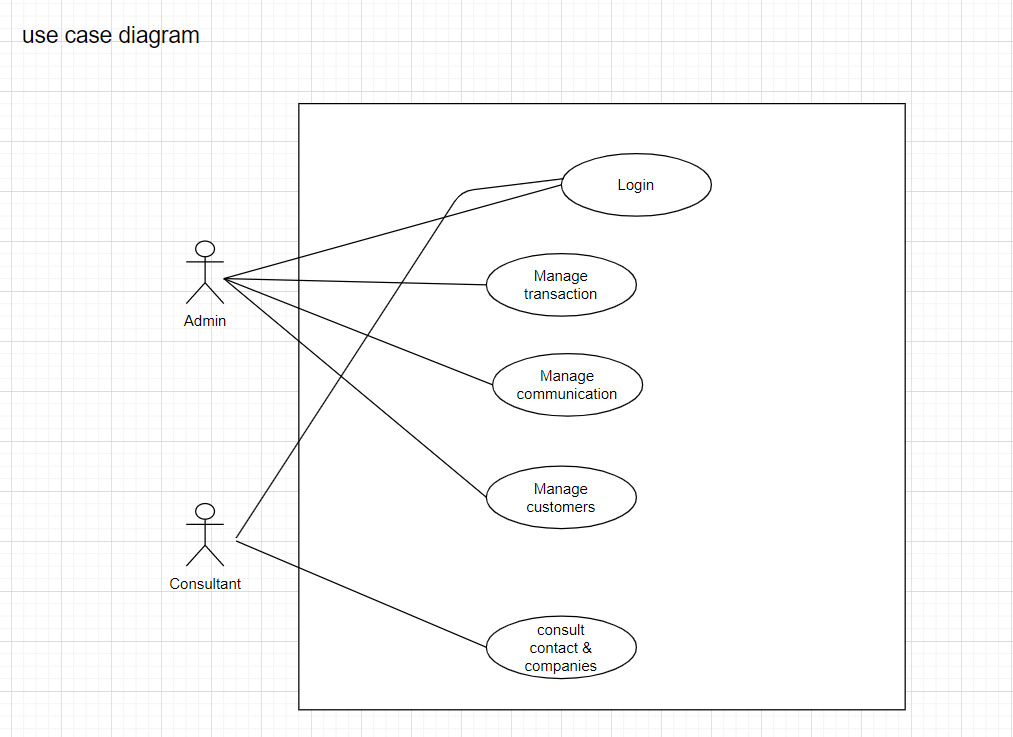 use case diagram
Login
Manage
transaction
Admin
Manage
communication
Manage
customers
Consultant
consult
contact &
companies